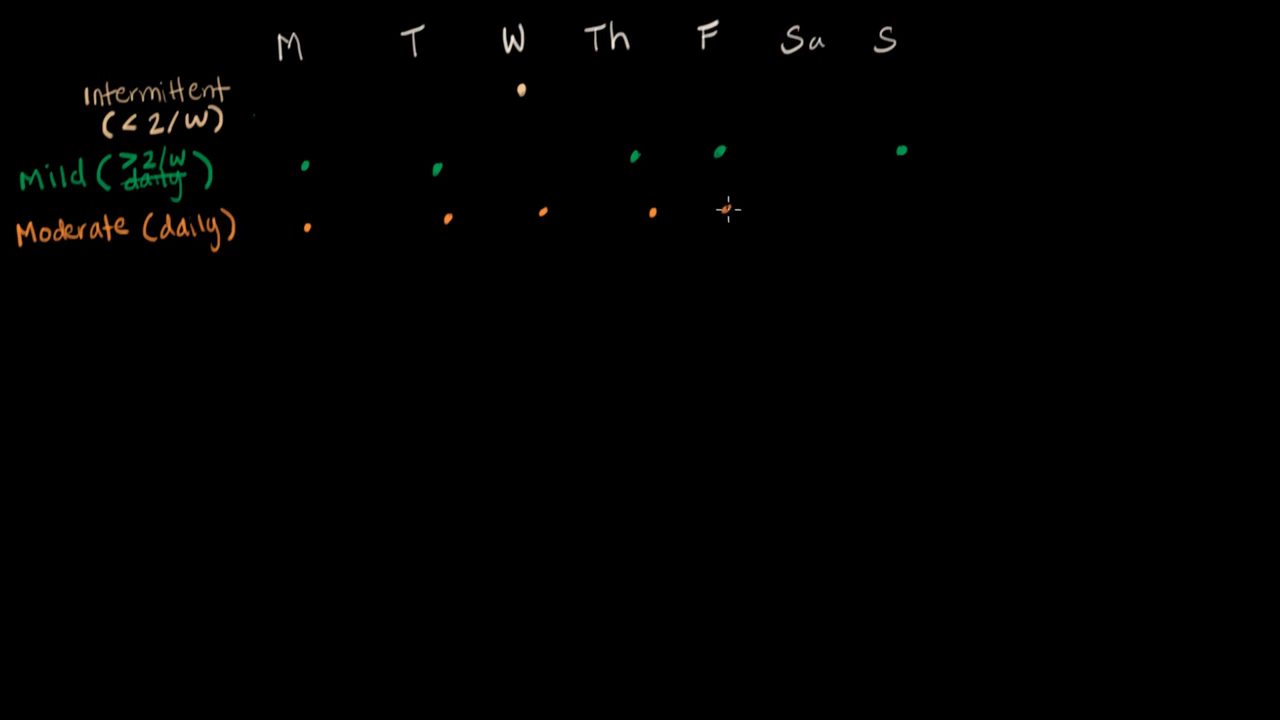 M T W Th F Sa S
Intermittent
(< 2/W)
Mild (>2/W
daily)
Moderate (daily)